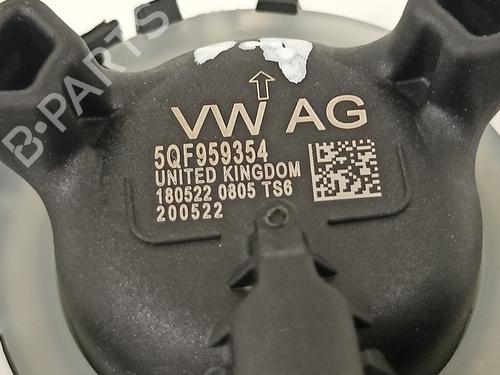 VW AG
5QF959354
UNITED KINGDOM
180522 0805 TS6
200522
B-PARTS